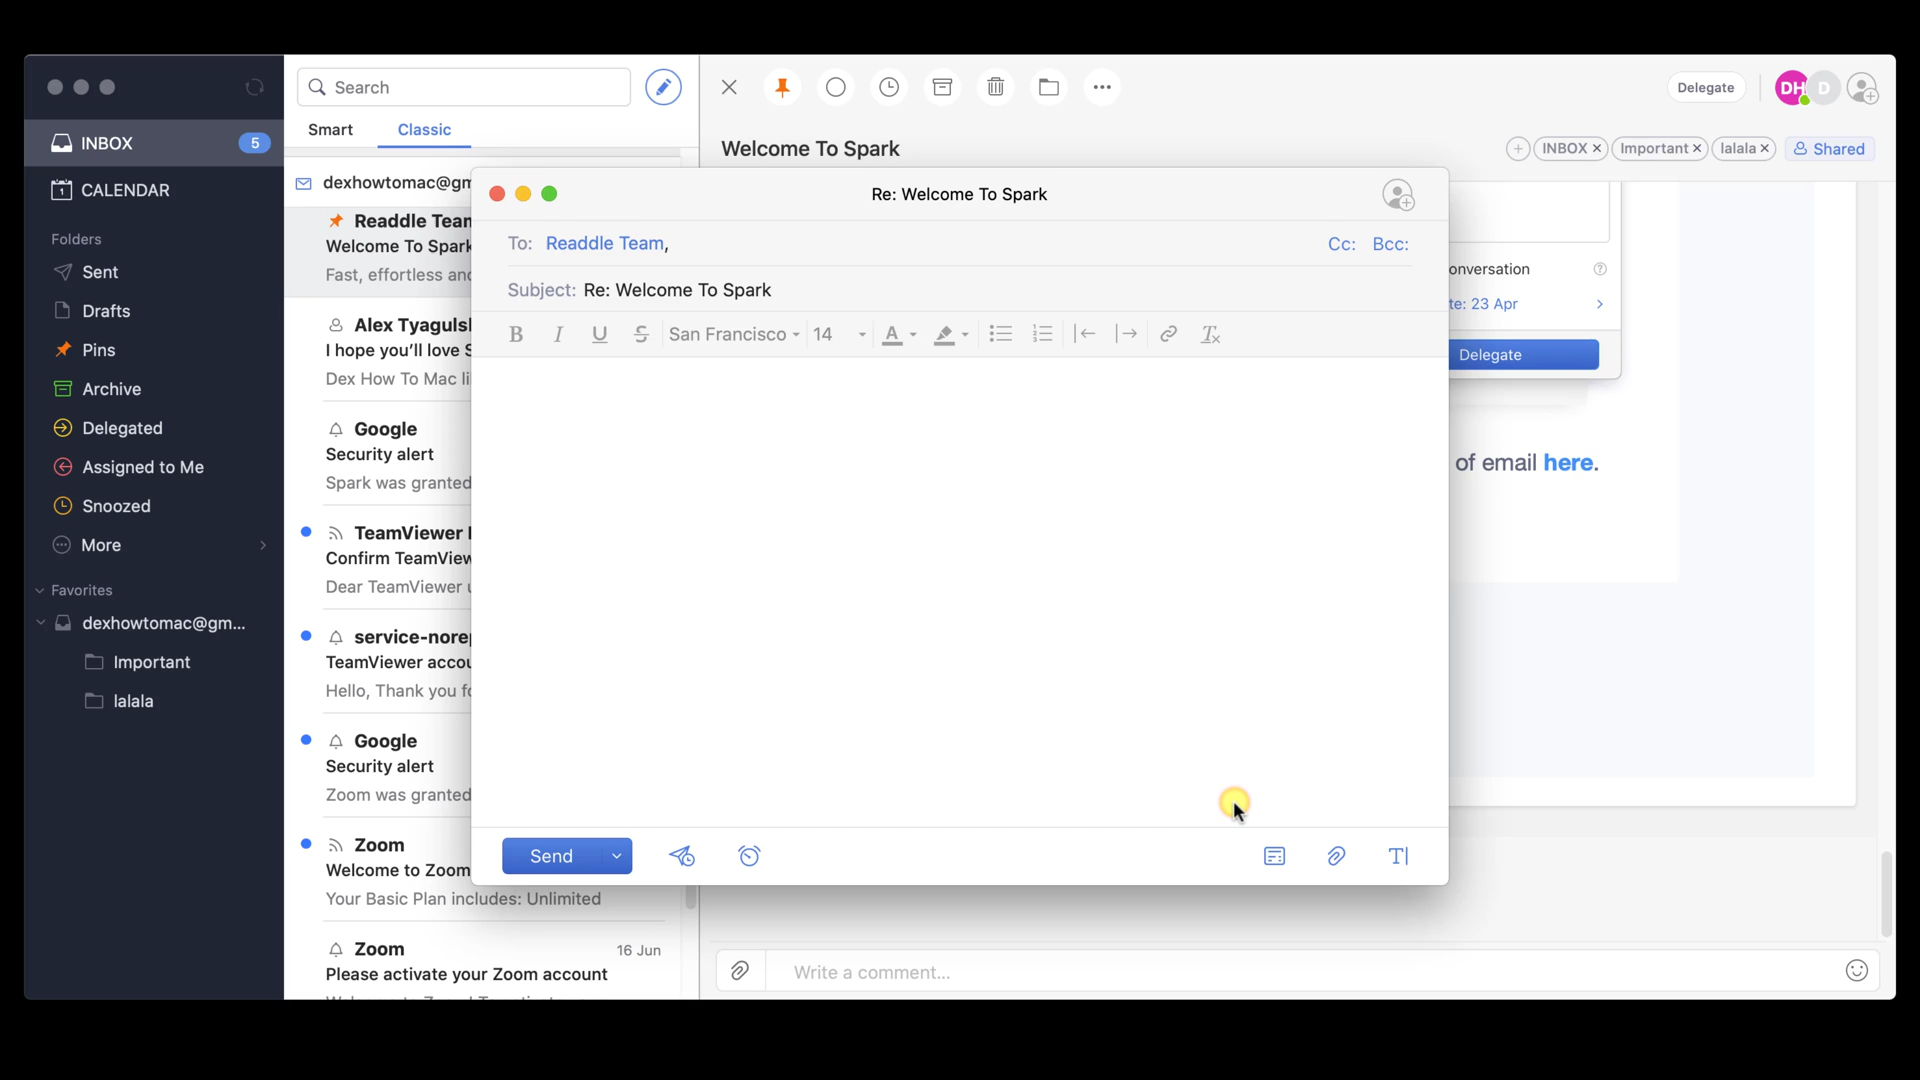 INBOX
5
1 CALENDAR
Folders
Sent
Drafts
Pins
Archive
Delegated
Assigned to Me
Snoozed
More
Favorites
dexhowtomac@gm...
Important
lalala
Search
Smart
Classic
dexhowtomac@gm
Readdle Team
Welcome To Spark
Fast, effortless and
Alex Tyaguls
I hope you'll love S
Dex How To Mac li
Google
Security alert
Spark was granted
TeamViewer
Confirm TeamView
Dear TeamViewer u
service-norep
TeamViewer accou
Hello, Thank you fo
Google
Security alert
Zoom was granted
Zoom
Welcome to Zoom
Your Basic Plan includes: Unlimited
Zoom
16 Jun
Please activate your Zoom account
Delegate
DH
D
Welcome To Spark
INBOX
Important
lalala
Shared
Re: Welcome To Spark
To: Readdle Team,
Cc: Bcc:
Subject: Re: Welcome To Spark
B I U S San Francisco 14 A
Send
T
onversation ?
te: 23 Apr
Delegate
of email here.
Write a comment...